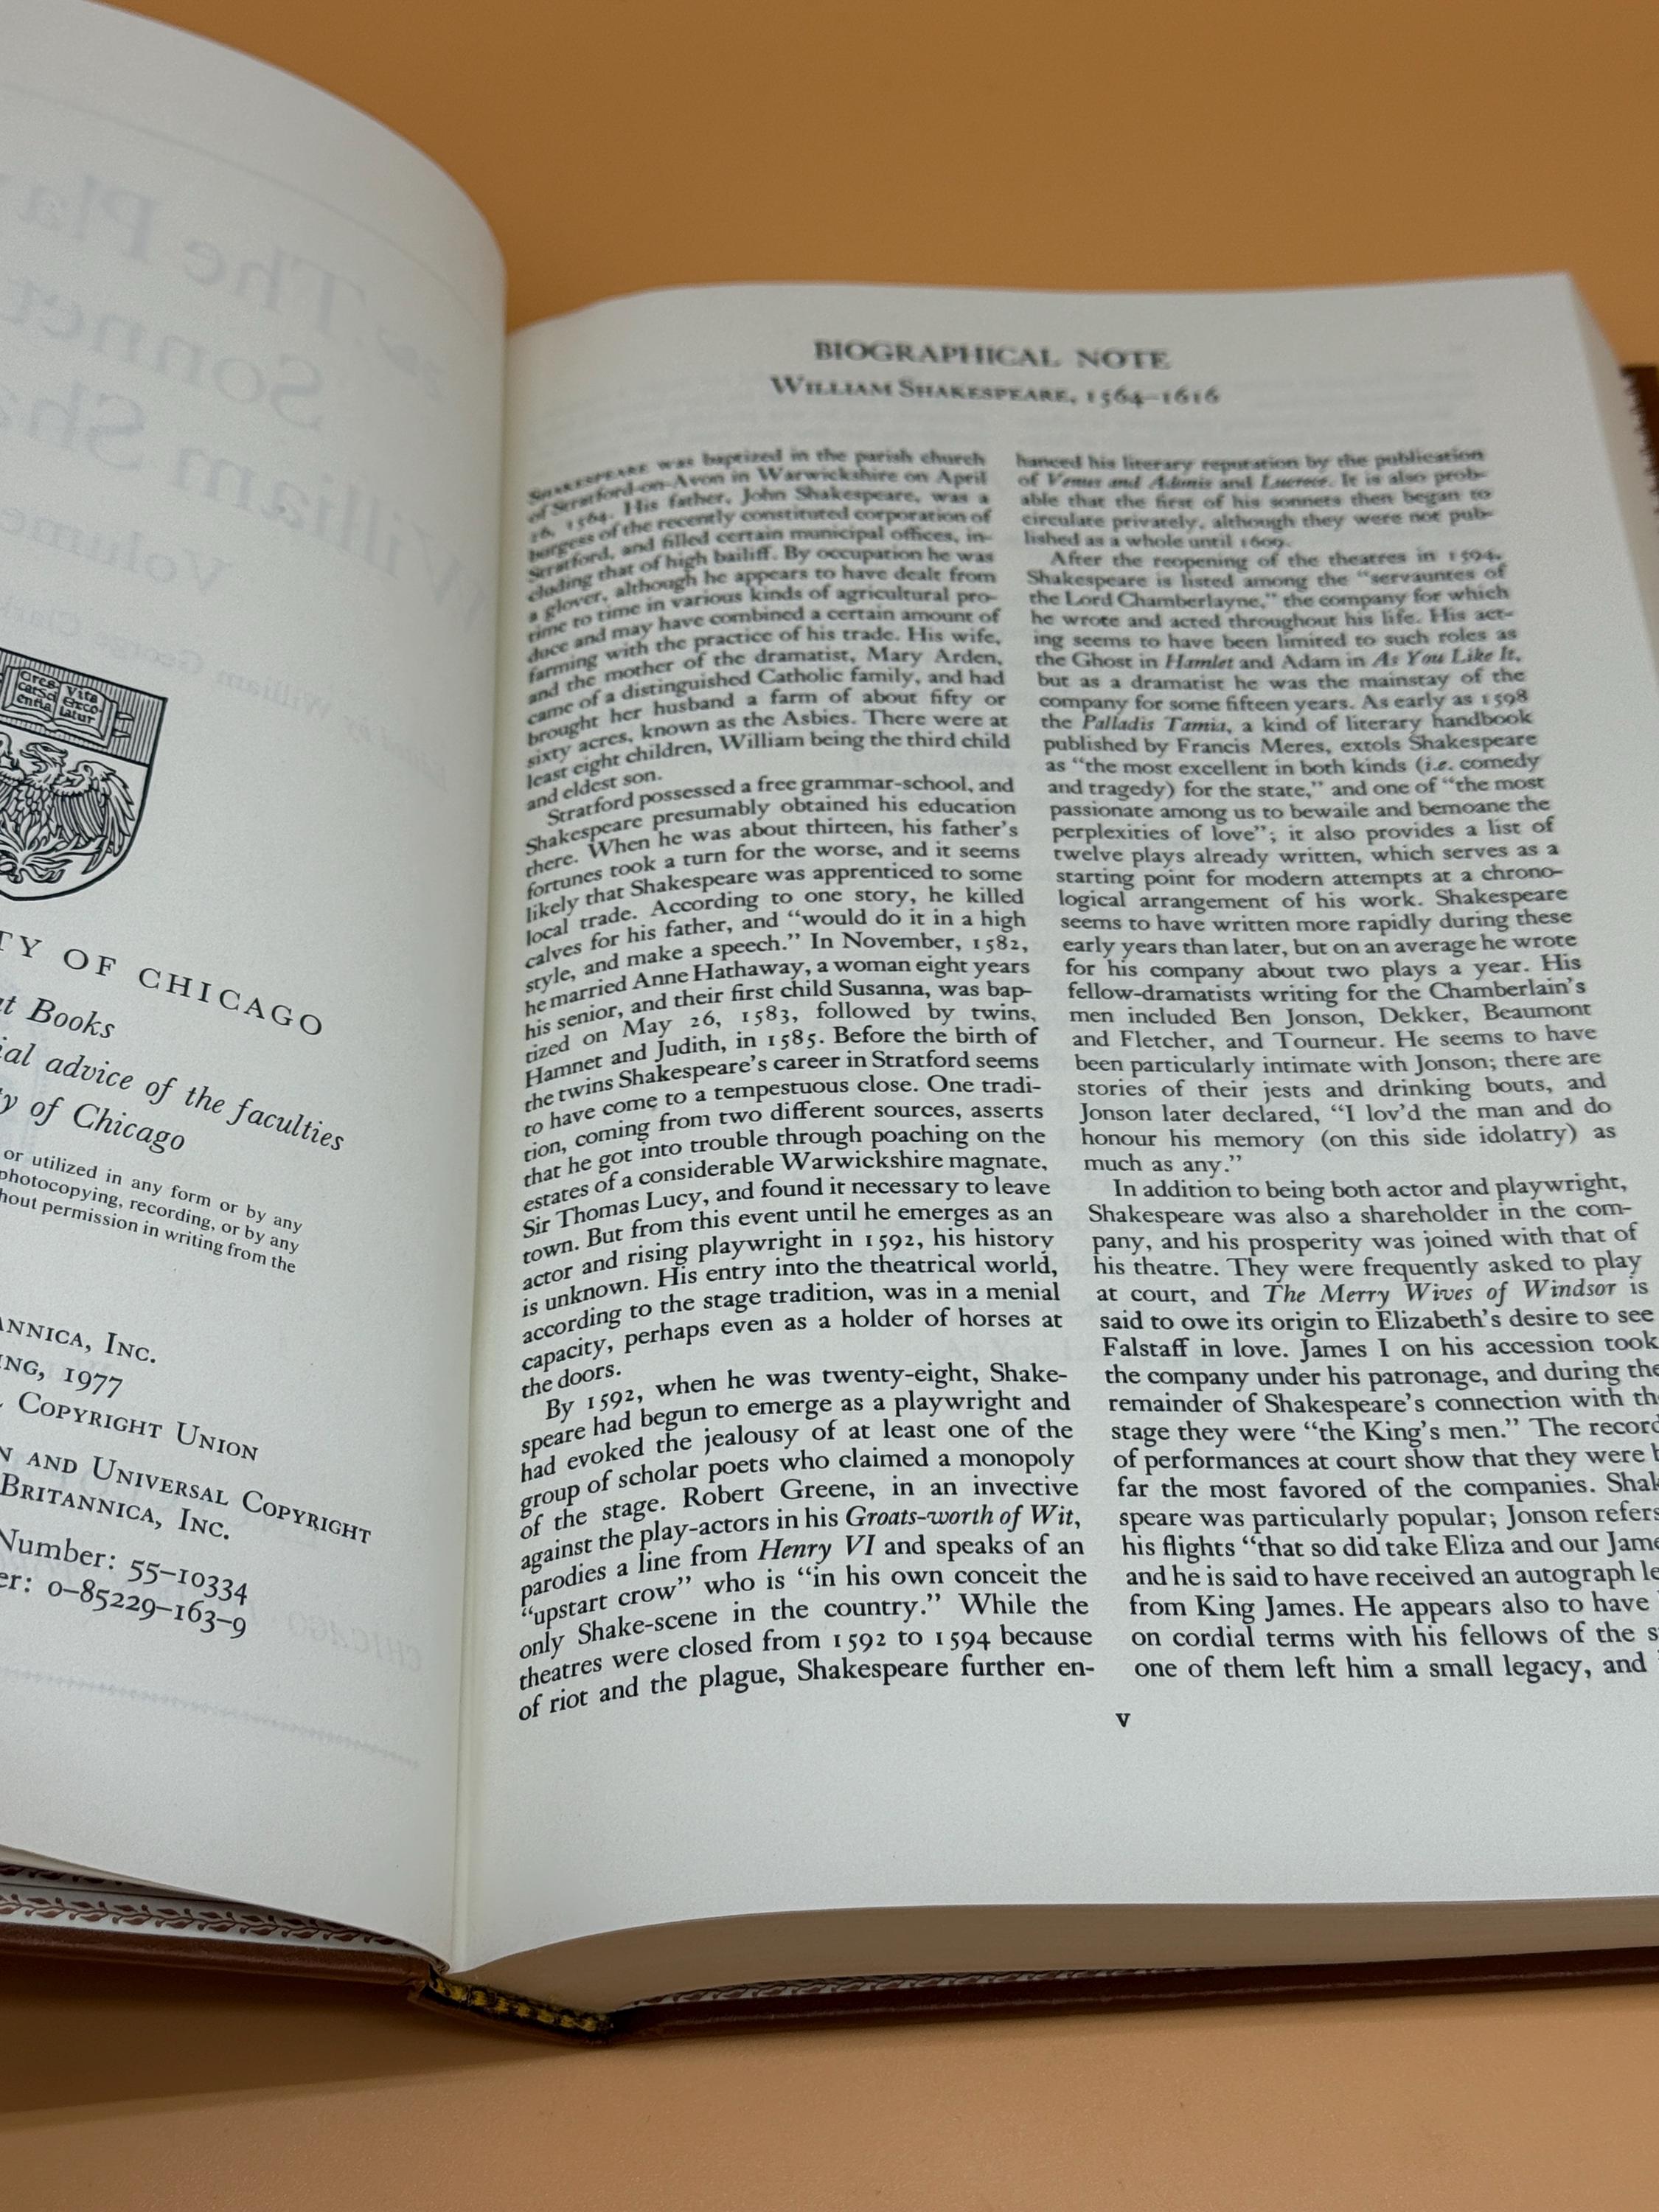 Orcs Vita
carSci exco-
entia latur
TY OF CHICAGO
Books
advice of the faculties
of Chicago
or utilized in any form or by any
photocopying, recording, or by any
permission in writing from the
INC.
1977
COPYRIGHT UNION
AND UNIVERSAL COPYRIGHT
BRITANNICA, INC.
Number: 55-10334
0-85229-163-9
BIOGRAPHICAL NOTE
WILLIAM SHAKESPEARE, 1564–1616
SHAKESPEARE was baptized in the parish church
of Stratford-on-Avon in Warwickshire on April
26, 1564. His father, John Shakespeare, was a
burgess of the recently constituted corporation of
Stratford, and filled certain municipal offices, in-
cluding that of high bailiff. By occupation he was
a glover, although he appears to have dealt from
time to time in various kinds of agricultural pro-
duce and may have combined a certain amount of
farming with the practice of his trade. His wife,
and the mother of the dramatist, Mary Arden,
came of a distinguished Catholic family, and had
brought her husband a farm of about fifty or
sixty acres, known as the Asbies. There were at
least eight children, William being the third child
and eldest son.
Stratford possessed a free grammar-school, and
Shakespeare presumably obtained his education
there. When he was about thirteen, his father's
fortunes took a turn for the worse, and it seems
likely that Shakespeare was apprenticed to some
local trade. According to one story, he killed
calves for his father, and "would do it in a high
style, and make a speech." In November, 1582,
he married Anne Hathaway, a woman eight years
his senior, and their first child Susanna, was bap-
tized on May 26, 1583, followed by twins,
Hamnet and Judith, in 1585. Before the birth of
the twins Shakespeare's career in Stratford seems
to have come to a tempestuous close. One tradi-
tion, coming from two different sources, asserts
that he got into trouble through poaching on the
estates of a considerable Warwickshire magnate,
Sir Thomas Lucy, and found it necessary to leave
town. But from this event until he emerges as an
actor and rising playwright in 1592, his history
is unknown. His entry into the theatrical world,
according to the stage tradition, was in a menial
capacity, perhaps even as a holder of horses at
the doors.
By 1592, when he was twenty-eight, Shake-
speare had begun to emerge as a playwright and
had evoked the jealousy of at least one of the
group of scholar poets who claimed a monopoly
of the stage. Robert Greene, in an invective
against the play-actors in his Groats-worth of Wit,
parodies a line from Henry VI and speaks of an
"upstart crow" who is "in his own conceit the
only Shake-scene in the country." While the
theatres were closed from 1592 to 1594 because
of riot and the plague, Shakespeare further en-
hanced his literary reputation by the publication
of Venus and Adonis and Lucrece. It is also prob-
able that the first of his sonnets then began to
circulate privately, although they were not pub-
lished as a whole until 1609.
After the reopening of the theatres in 1594,
Shakespeare is listed among the "servauntes of
the Lord Chamberlayne," the company for which
he wrote and acted throughout his life. His act-
ing seems to have been limited to such roles as
the Ghost in Hamlet and Adam in As You Like It,
but as a dramatist he was the mainstay of the
company for some fifteen years. As early as 1598
the Palladis Tamia, a kind of literary handbook
published by Francis Meres, extols Shakespeare
as "the most excellent in both kinds (i.e. comedy
and tragedy) for the state," and one of "the most
passionate among us to bewaile and bemoane the
perplexities of love"; it also provides a list of
twelve plays already written, which serves as a
starting point for modern attempts at a chrono-
logical arrangement of his work. Shakespeare
seems to have written more rapidly during these
early years than later, but on an average he wrote
for his company about two plays a year. His
fellow-dramatists writing for the Chamberlain's
men included Ben Jonson, Dekker, Beaumont
and Fletcher, and Tourneur. He seems to have
been particularly intimate with Jonson; there are
stories of their jests and drinking bouts, and
Jonson later declared, "I lov'd the man and do
honour his memory (on this side idolatry) as
much as any."
In addition to being both actor and playwright,
Shakespeare was also a shareholder in the com-
pany, and his prosperity was joined with that of
his theatre. They were frequently asked to play
at court, and The Merry Wives of Windsor is
said to owe its origin to Elizabeth's desire to see
Falstaff in love. James I on his accession took
the company under his patronage, and during the
remainder of Shakespeare's connection with th
stage they were "the King's men." The record
of performances at court show that they were b
far the most favored of the companies. Shak
speare was particularly popular; Jonson refers
his flights "that so did take Eliza and our Jame
and he is said to have received an autograph le
from King James. He appears also to have
on cordial terms with his fellows of the s
one of them left him a small legacy, and
v